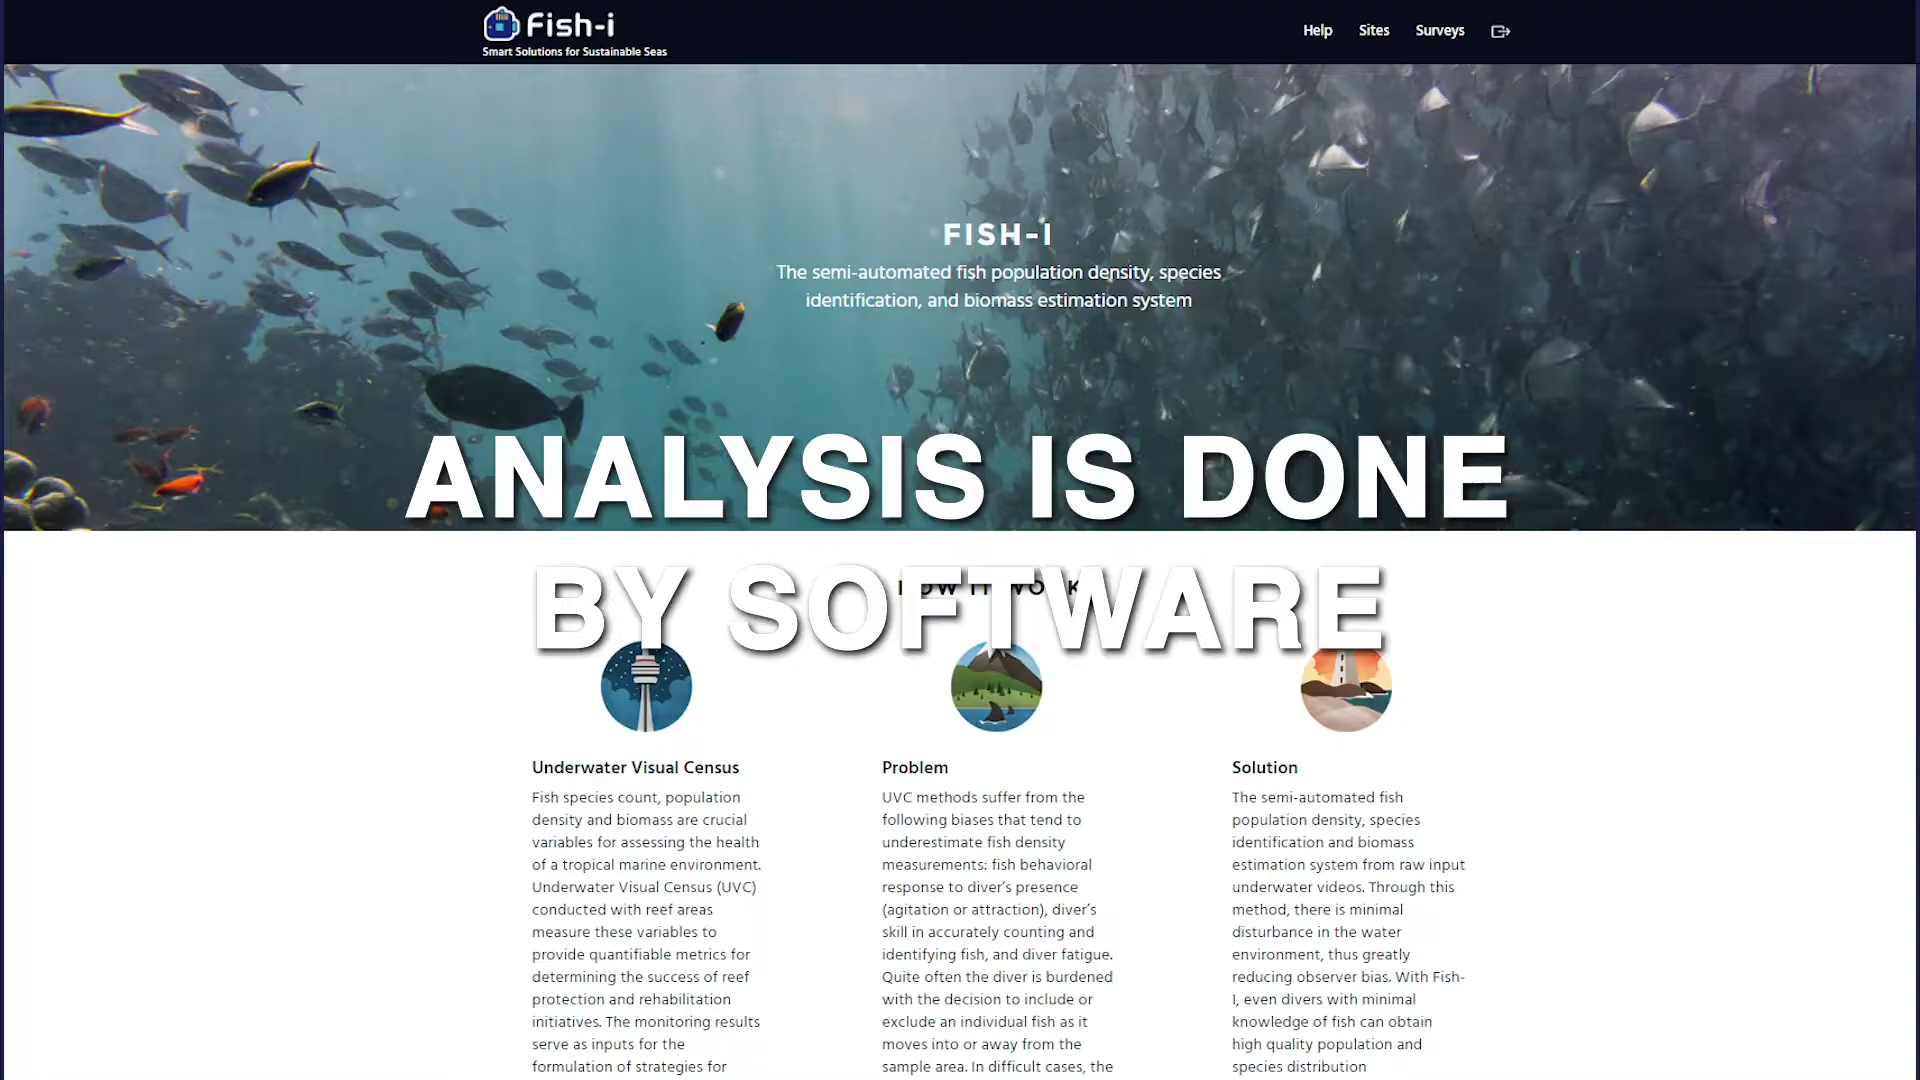 Fish-i
Smart Solutions for Sustainable Seas
Help Sites Surveys
FISH-I
The semi-automated fish population density, species
identification, and biomass estimation system
ANALYSIS IS DONE
BY SOFTWARE
Underwater Visual Census
Fish species count, population
density and biomass are crucial
variables for assessing the health
of a tropical marine environment.
Underwater Visual Census (UVC)
conducted with reef areas
measure these variables to
provide quantifiable metrics for
determining the success of reef
protection and rehabilitation
initiatives. The monitoring results
serve as inputs for the
formulation of strategies for
Problem
UVC methods suffer from the
following biases that tend to
underestimate fish density
measurements: fish behavioral
response to diver’s presence
(agitation or attraction), diver’s
skill in accurately counting and
identifying fish, and diver fatigue.
Quite often the diver is burdened
with the decision to include or
exclude an individual fish as it
moves into or away from the
sample area. In difficult cases, the
Solution
The semi-automated fish
population density, species
identification and biomass
estimation system from raw input
underwater videos. Through this
method, there is minimal
disturbance in the water
environment, thus greatly
reducing observer bias. With Fish-
I, even divers with minimal
knowledge of fish can obtain
high quality population and
species distribution